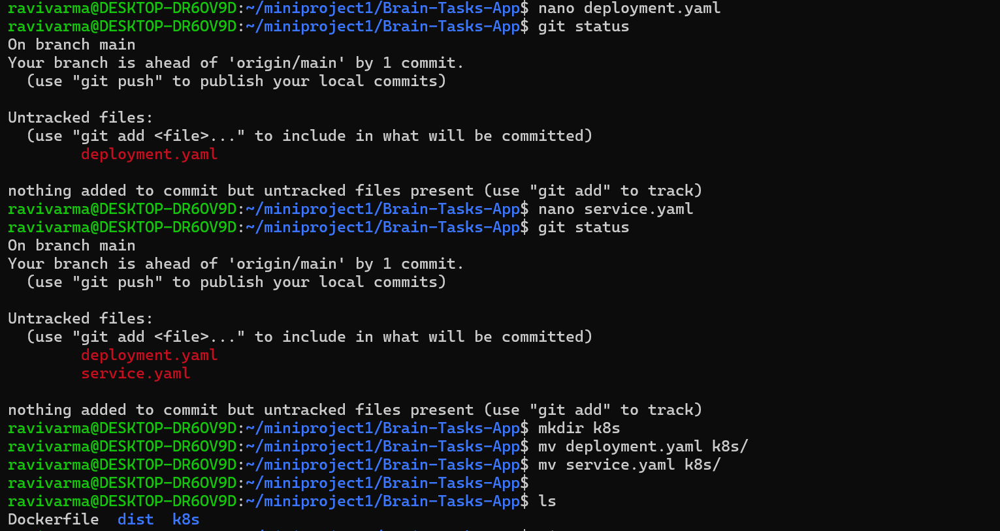 ravivarma@DESKTOP-DR6OV9D:~/miniproject1/Brain-Tasks-App$ nano deployment.yaml
ravivarma@DESKTOP-DR6OV9D:~/miniproject1/Brain-Tasks-App$ git status
On branch main
Your branch is ahead of 'origin/main' by 1 commit.
  (use "git push" to publish your local commits)

Untracked files:
  (use "git add <file>..." to include in what will be committed)
        deployment.yaml

nothing added to commit but untracked files present (use "git add" to track)
ravivarma@DESKTOP-DR6OV9D:~/miniproject1/Brain-Tasks-App$ nano service.yaml
ravivarma@DESKTOP-DR6OV9D:~/miniproject1/Brain-Tasks-App$ git status
On branch main
Your branch is ahead of 'origin/main' by 1 commit.
  (use "git push" to publish your local commits)

Untracked files:
  (use "git add <file>..." to include in what will be committed)
        deployment.yaml
        service.yaml

nothing added to commit but untracked files present (use "git add" to track)
ravivarma@DESKTOP-DR6OV9D:~/miniproject1/Brain-Tasks-App$ mkdir k8s
ravivarma@DESKTOP-DR6OV9D:~/miniproject1/Brain-Tasks-App$ mv deployment.yaml k8s/
ravivarma@DESKTOP-DR6OV9D:~/miniproject1/Brain-Tasks-App$ mv service.yaml k8s/
ravivarma@DESKTOP-DR6OV9D:~/miniproject1/Brain-Tasks-App$
ravivarma@DESKTOP-DR6OV9D:~/miniproject1/Brain-Tasks-App$ ls
Dockerfile  dist  k8s